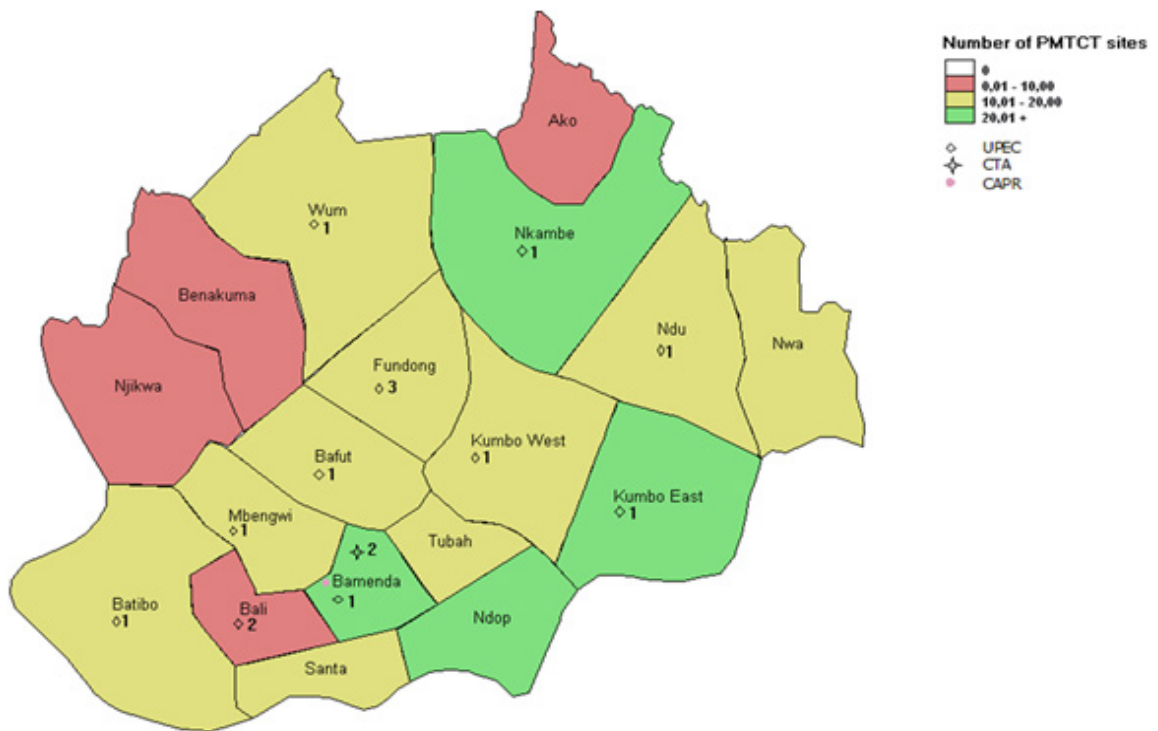 Number of PMTCT sites
0
0,01 - 10,00
10,01 - 20,00
20,01 +
UPEC
CTA
CAPR
Ako
Wum
1
Nkambe
1
Benakuma
Ndu
1
Nwa
Njikwa
Fundong
3
Kumbo West
1
Bafut
1
Kumbo East
1
Mbengwi
1
Tubah
2
Bamenda
1
Batibo
1
Bali
2
Ndop
Santa